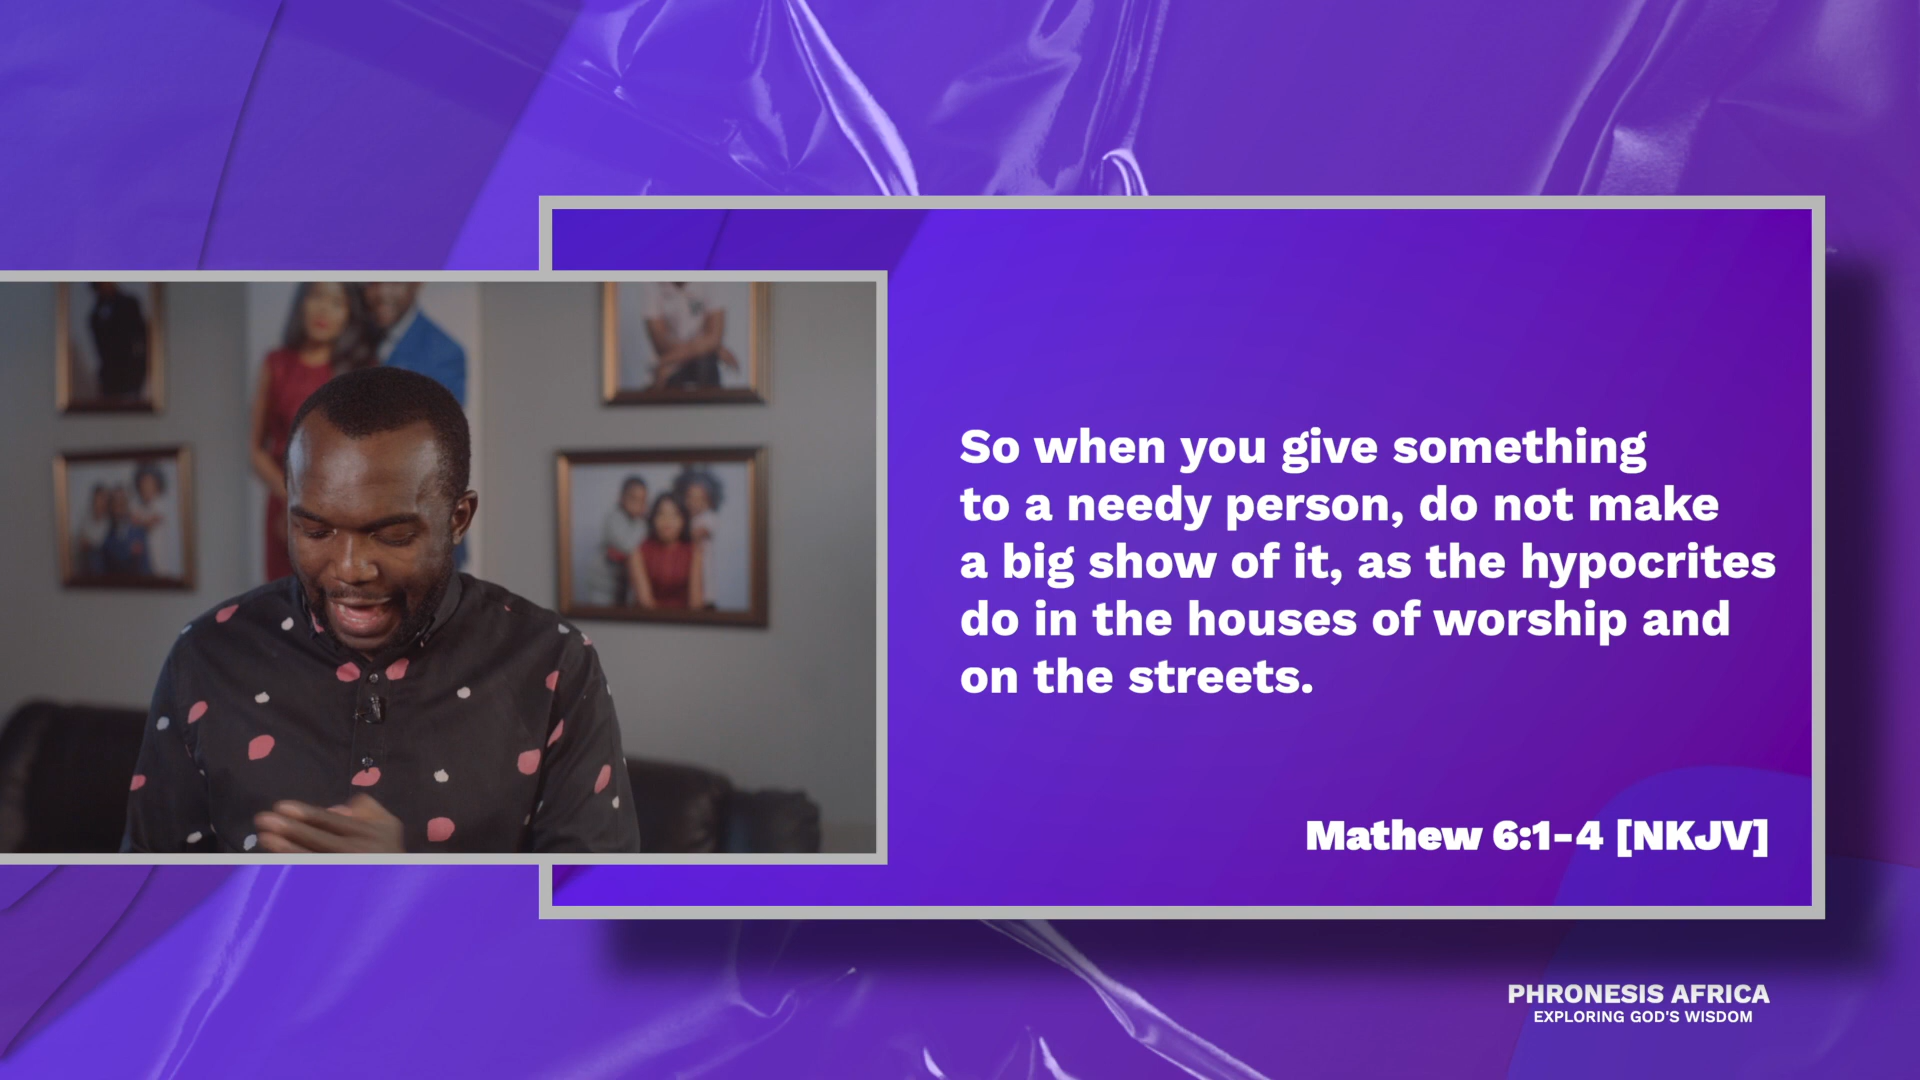 So when you give something
to a needy person, do not make
a big show of it, as the hypocrites
do in the houses of worship and
on the streets.
Mathew 6:1-4 [NKJV]
PHRONESIS AFRICA
EXPLORING GOD'S WISDOM